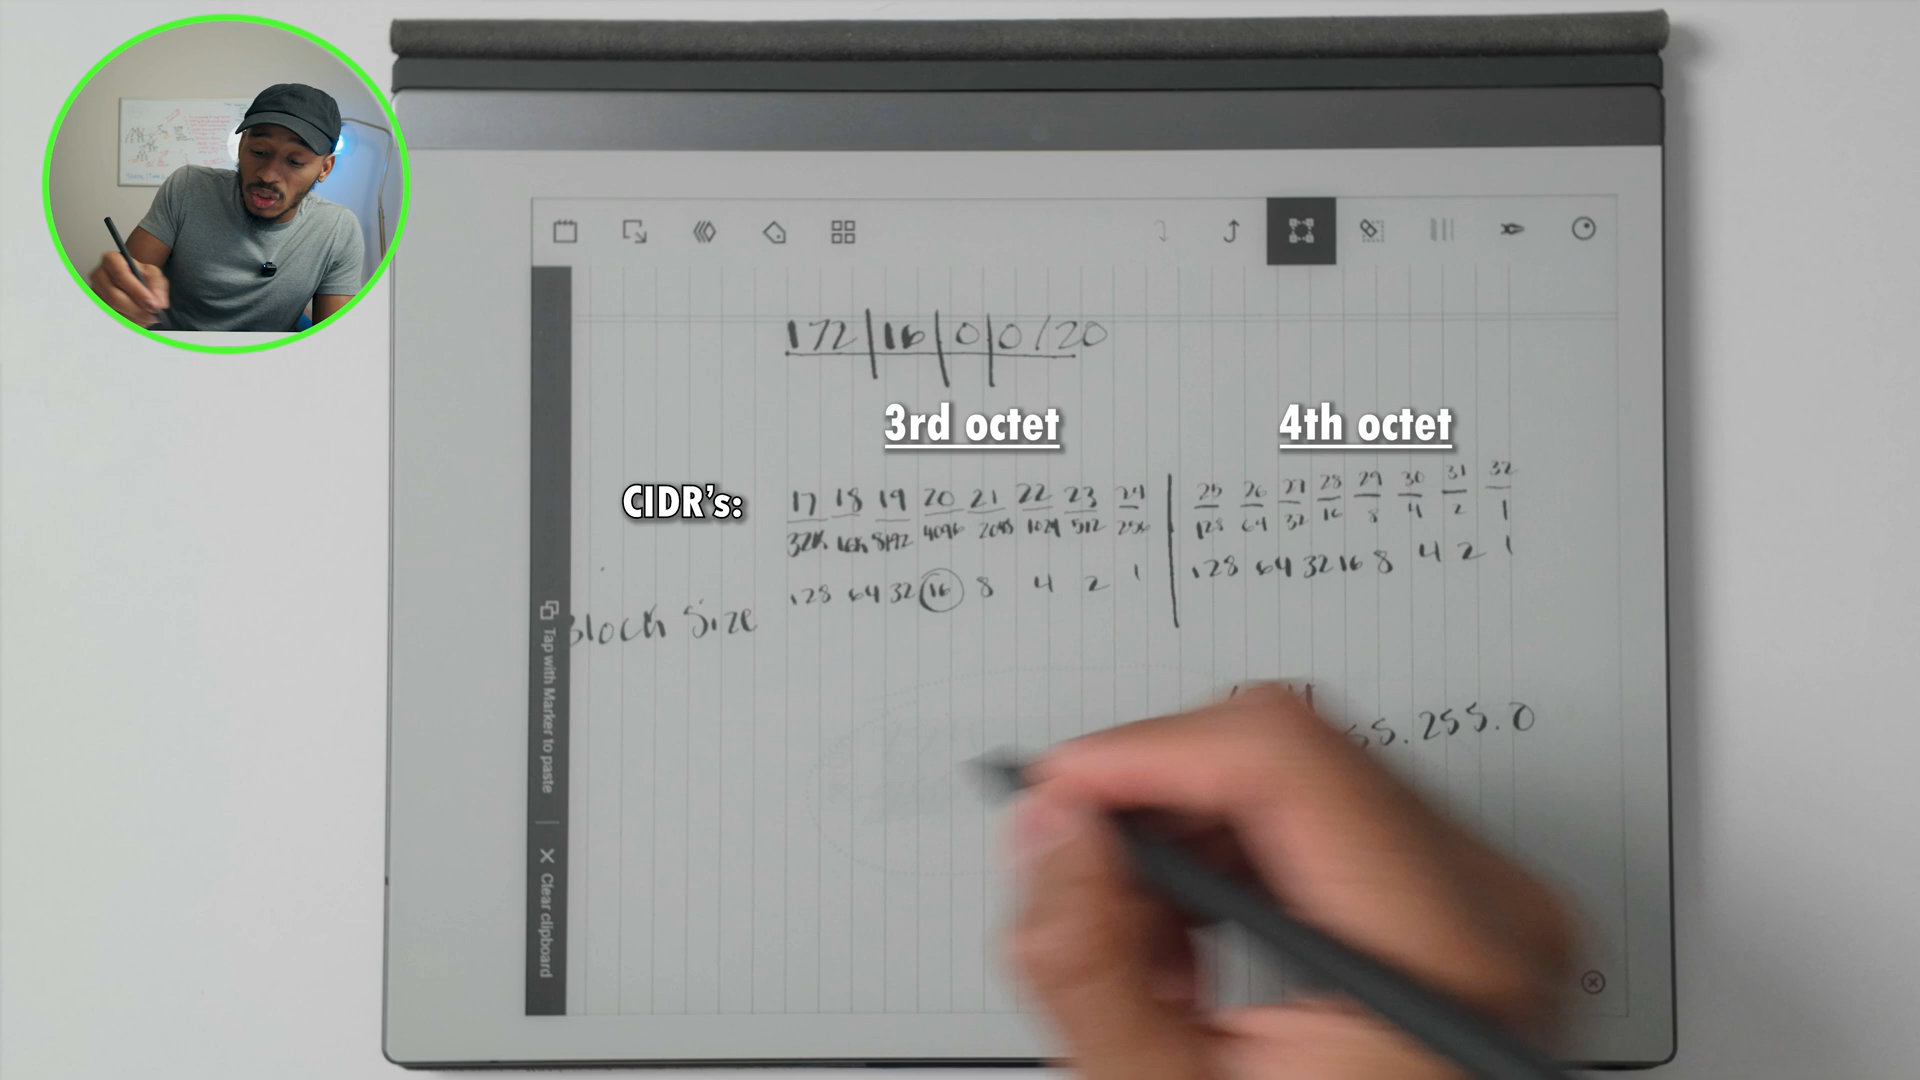 172|16|0|0/20
3rd octet 4th octet
CIDR's: 17 18 19 20 21 22 23 24 25 26 27 28 29 30 31 32
32K 16K 8192 4096 2048 1024 512 256 128 64 32 16 8 4 2 1
128 64 32 16 8 4 2 1 128 64 32 16 8 4 2 1
Block Size
55.255.0
Tap with Marker to paste
Clear clipboard